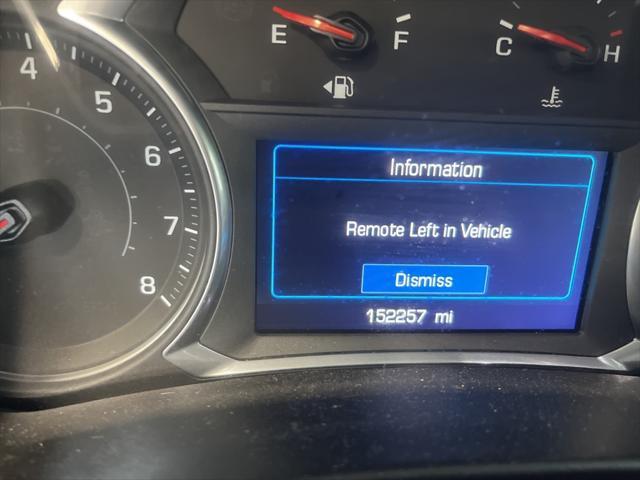 E F
C H
4
5
6
7
8
Information
Remote Left in Vehicle
Dismiss
152257 mi